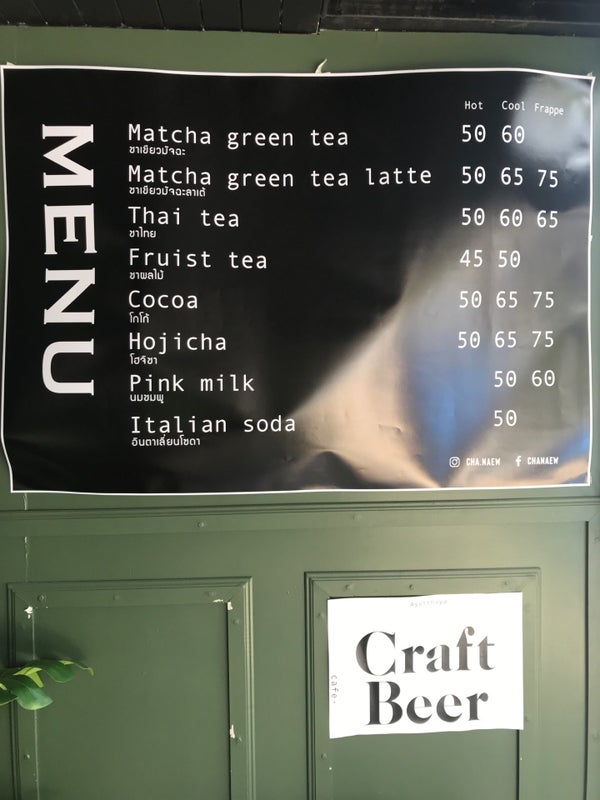 MENU
Hot Cool Frappe
Matcha green tea 50 60
ชาเขียวมัจฉะ
Matcha green tea latte 50 65 75
ชาเขียวมัจฉะลาเต้
Thai tea 50 60 65
ชาไทย
Fruist tea 45 50
ชาผลไม้
Cocoa 50 65 75
โกโก้
Hojicha 50 65 75
โฮจิชา
Pink milk 50 60
นมชมพู
Italian soda 50
อินตาเลี่ยนโซดา
CHA.NAEW CHANAEW
Ayutthaya
Craft
Beer
cafe.